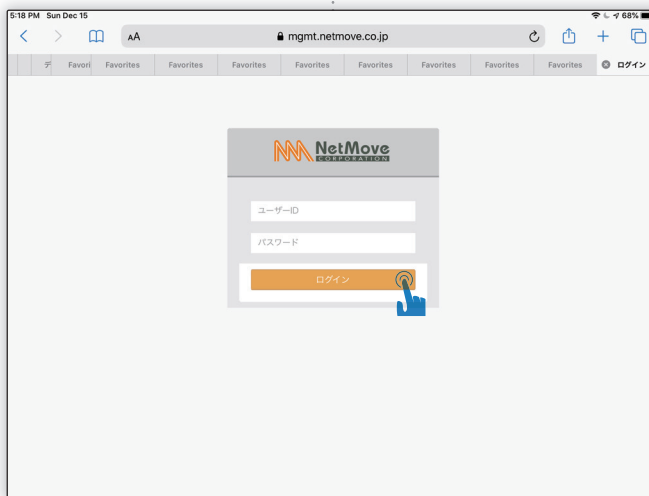 5:18 PM Sun Dec 15
68%
AA
mgmt.netmove.co.jp
デ
Favori
Favorites
Favorites
Favorites
Favorites
Favorites
Favorites
Favorites
Favorites
ログイン
NetMove
CORPORATION
ユーザーID
パスワード
ログイン